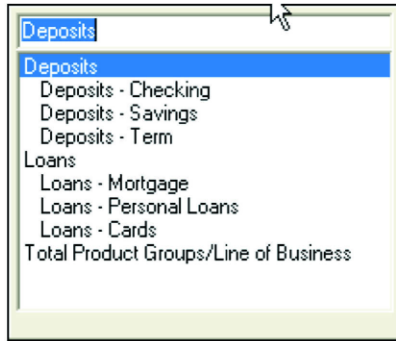 Deposits
Deposits
Deposits - Checking
Deposits - Savings
Deposits - Term
Loans
Loans - Mortgage
Loans - Personal Loans
Loans - Cards
Total Product Groups/Line of Business